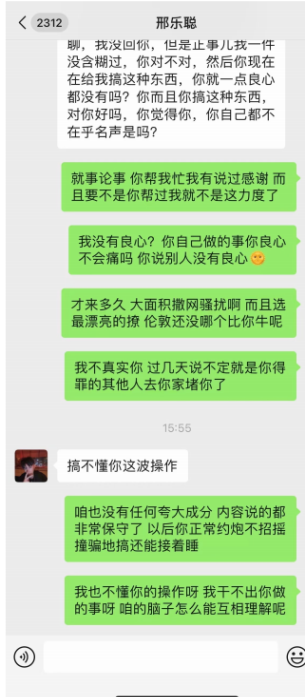 2312
邢乐聪
聊，我没回你，但是正事儿我一件
没含糊过，你对不对，然后你现在
在给我搞这种东西，你就一点良心
都没有吗？你而且你搞这种东西，
对你好吗，你觉得你，你自己都不
在乎名声是吗？
就事论事 你帮我忙我有说过感谢 而
且要不是你帮过我就不是这力度了
我没有良心？你自己做的事你良心
不会痛吗 你说别人没有良心🌝
才来多久 大面积撒网骚扰啊 而且选
最漂亮的撩 伦敦还没哪个比你牛呢
我不真实你 过几天说不定就是你得
罪的其他人去你家堵你了
15:55
搞不懂你这波操作
咱也没有任何夸大成分 内容说的都
非常保守了 以后你正常约炮不招摇
撞骗地搞还能接着睡
我也不懂你的操作呀 我干不出你做
的事呀 咱的脑子怎么能互相理解呢